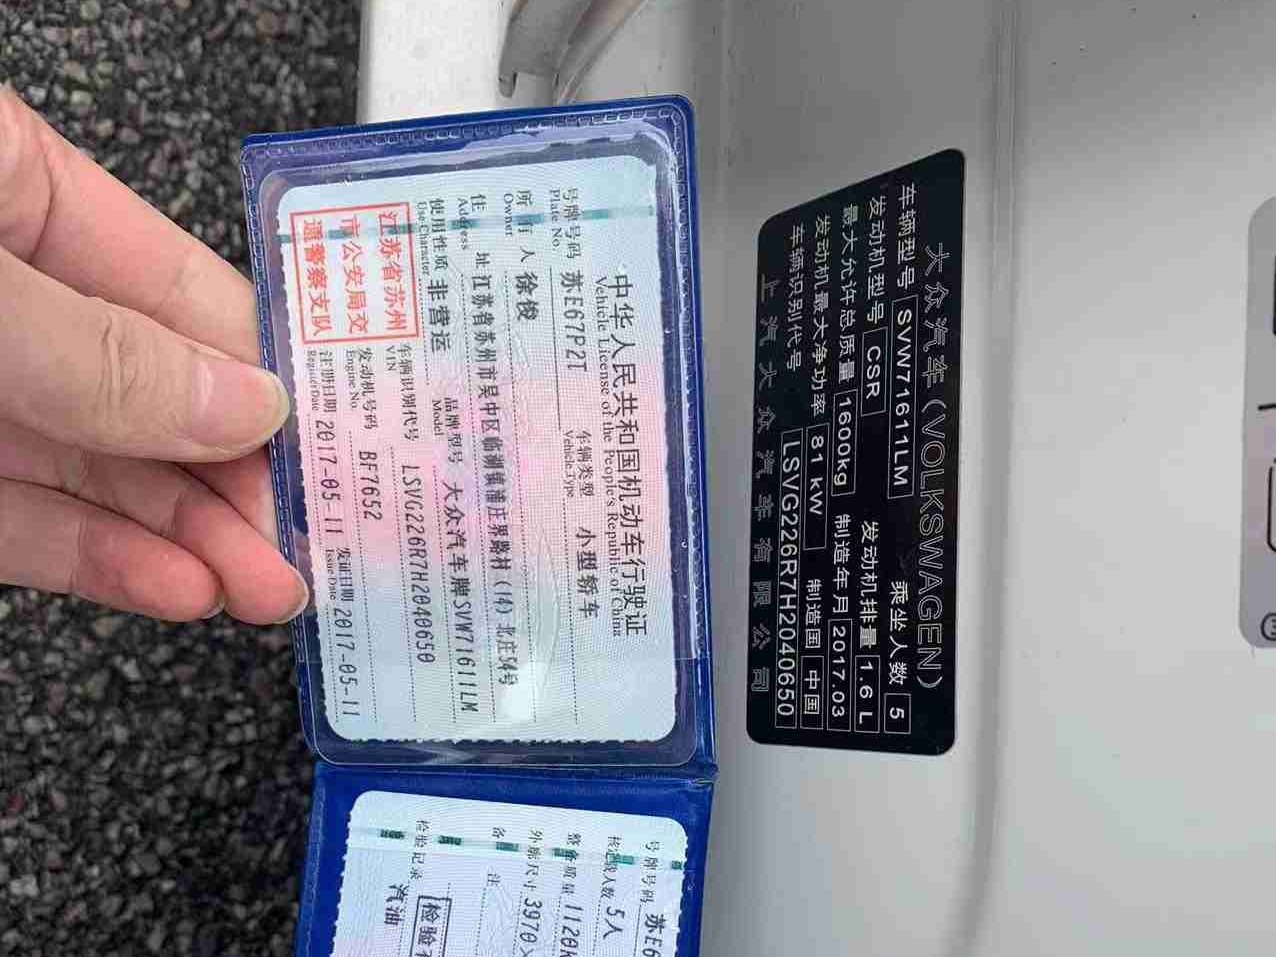 中华人民共和国机动车行驶证
Vehicle License of the People's Republic of China
号牌号码 苏E67P2T 车辆类型 小型轿车
Plate No. Vehicle Type
所有人 徐俊
Owner
住址 江苏省苏州市吴中区临湖镇浦庄界路村(14)北庄54号
Address
使用性质 非营运 品牌型号 大众汽车牌SVW71611LM
Use Character Model
江苏省苏州
市公安局交
通警察支队
车辆识别代号 LSVG226R7H2040650
VIN
发动机号码 BF7652
Engine No.
注册日期 2017-05-11 发证日期 2017-05-11
Register Date Issue Date
号牌号码 苏E6
核定载人数 5人
整备质量 1120k
外廓尺寸 3970×
备注
检验记录
汽油
大众汽车(VOLKSWAGEN)
车辆型号 SVW71611LM 乘坐人数 5
发动机型号 CSR 发动机排量 1.6 L
最大允许总质量 1600kg 制造年月 2017.03
发动机最大净功率 81 kW 制造国 中国
车辆识别代号 LSVG226R7H2040650
上汽大众汽车有限公司